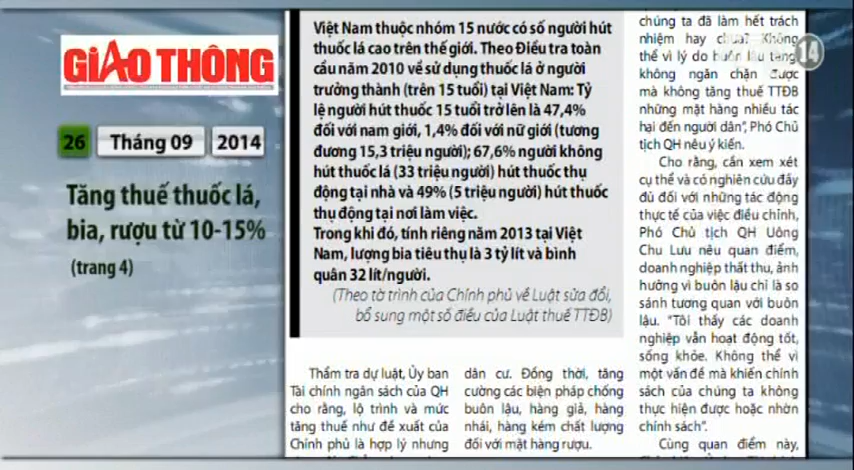 GIAO THÔNG
26 Tháng 09 2014
Tăng thuế thuốc lá,
bia, rượu từ 10-15%
(trang 4)
Việt Nam thuộc nhóm 15 nước có số người hút
thuốc lá cao trên thế giới. Theo Điều tra toàn
cầu năm 2010 về sử dụng thuốc lá ở người
trưởng thành (trên 15 tuổi) tại Việt Nam: Tỷ
lệ người hút thuốc 15 tuổi trở lên là 47,4%
đối với nam giới, 1,4% đối với nữ giới (tương
đương 15,3 triệu người); 67,6% người không
hút thuốc lá (33 triệu người) hút thuốc thụ
động tại nhà và 49% (5 triệu người) hút thuốc
thụ động tại nơi làm việc.
Trong khi đó, tính riêng năm 2013 tại Việt
Nam, lượng bia tiêu thụ là 3 tỷ lít và bình
quân 32 lít/người.
(Theo tờ trình của Chính phủ về Luật sửa đổi,
bổ sung một số điều của Luật thuế TTĐB)
Thẩm tra dự luật, Ủy ban
Tài chính ngân sách của QH
cho rằng, lộ trình và mức
tăng thuế như đề xuất của
Chính phủ là hợp lý nhưng
dân cư. Đồng thời, tăng
cường các biện pháp chống
buôn lậu, hàng giả, hàng
nhái, hàng kém chất lượng
đối với mặt hàng rượu.
chúng ta đã làm hết trách
nhiệm hay chưa? Không
thể vì lý do buôn lậu tăng,
không ngăn chặn được
mà không tăng thuế TTĐB
những mặt hàng nhiều tác
hại đến người dân", Phó Chủ
tịch QH nêu ý kiến.
Cho rằng, cần xem xét
cụ thể và có nghiên cứu đầy
đủ đối với những tác động
thực tế của việc điều chỉnh,
Phó Chủ tịch QH Uông
Chu Lưu nêu quan điểm,
doanh nghiệp thất thu, ảnh
hưởng vì buôn lậu chỉ là so
sánh tương quan với buôn
lậu. "Tôi thấy các doanh
nghiệp vẫn hoạt động tốt,
sống khỏe. Không thể vì
một vấn đề mà khiến chính
sách của chúng ta không
thực hiện được hoặc nhờn
chính sách".
Cùng quan điểm này,
14